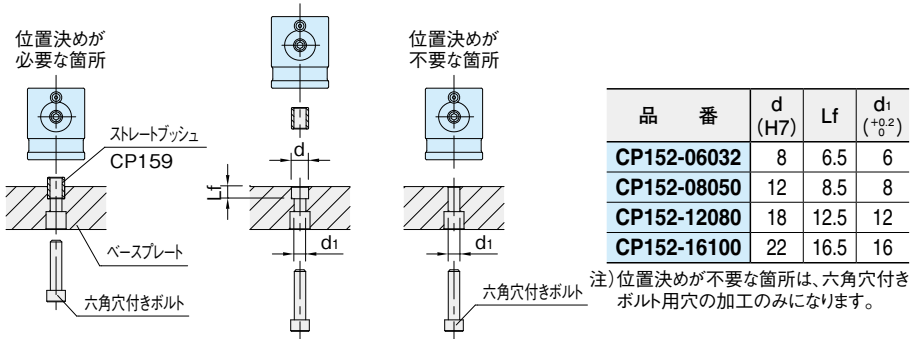 位置決めが
必要な箇所
ストレートブッシュ
CP159
ベースプレート
六角穴付きボルト
d
Lf
d1
位置決めが
不要な箇所
d1
六角穴付きボルト
品 番 d (H7) Lf d1 (+0.2 0)
CP152-06032 8 6.5 6
CP152-08050 12 8.5 8
CP152-12080 18 12.5 12
CP152-16100 22 16.5 16
注)位置決めが不要な箇所は、六角穴付き
ボルト用穴の加工のみになります。